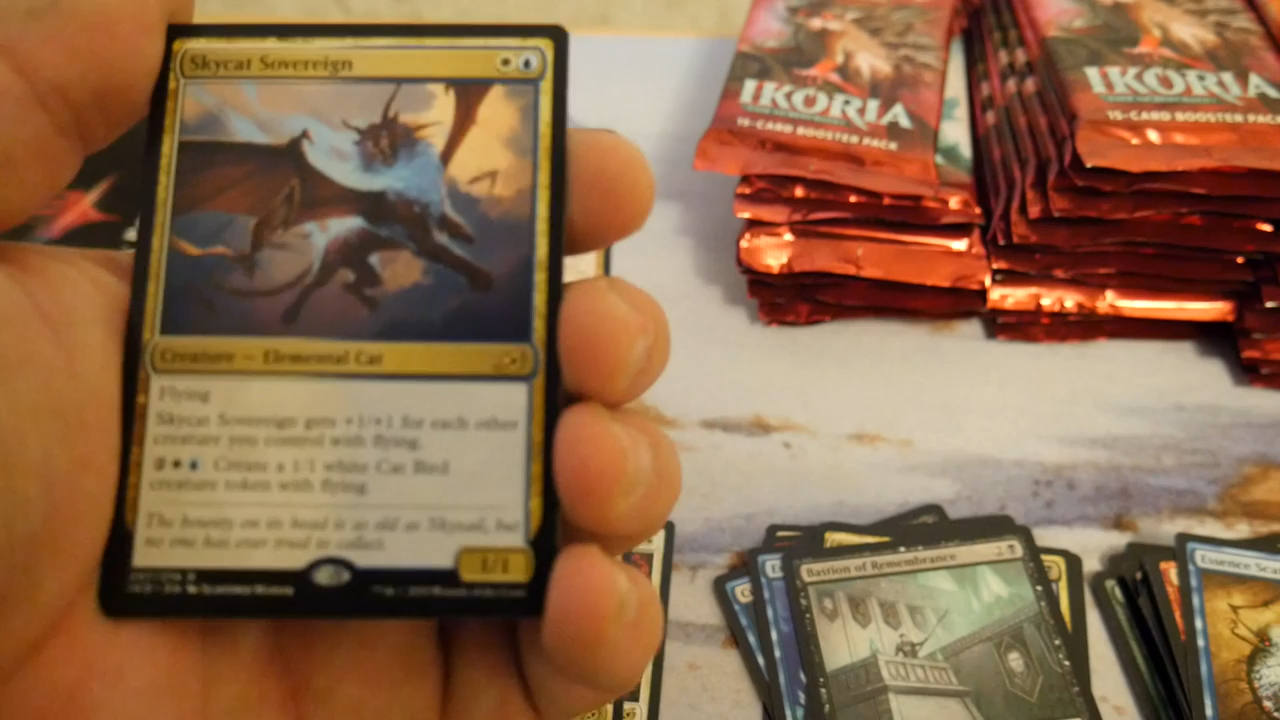 Skycat Sovereign
Creature — Elemental Cat
Flying
Skycat Sovereign gets +1/+1 for each other
creature you control with flying.
Create a 1/1 white Cat Bird
creature token with flying.
The bounty on its head is as old as Skysail, but
no one has ever tried to collect.
1/1
IKORIA
15-CARD BOOSTER PACK
IKORIA
15-CARD BOOSTER PACK
Bastion of Remembrance
2
Essence Sca